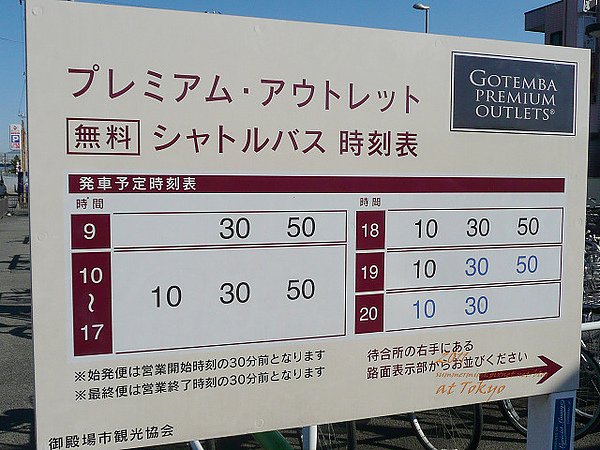 プレミアム・アウトレット
無料 シャトルバス 時刻表
GOTEMBA
PREMIUM
OUTLETS®
発車予定時刻表
時間
9 30 50
10～17 10 30 50
時間
18 10 30 50
19 10 30 50
20 10 30
※始発便は営業開始時刻の30分前となります
※最終便は営業終了時刻の30分前となります
待合所の右手にある
路面表示部からお並びください
御殿場市観光協会
at Tokyo
P